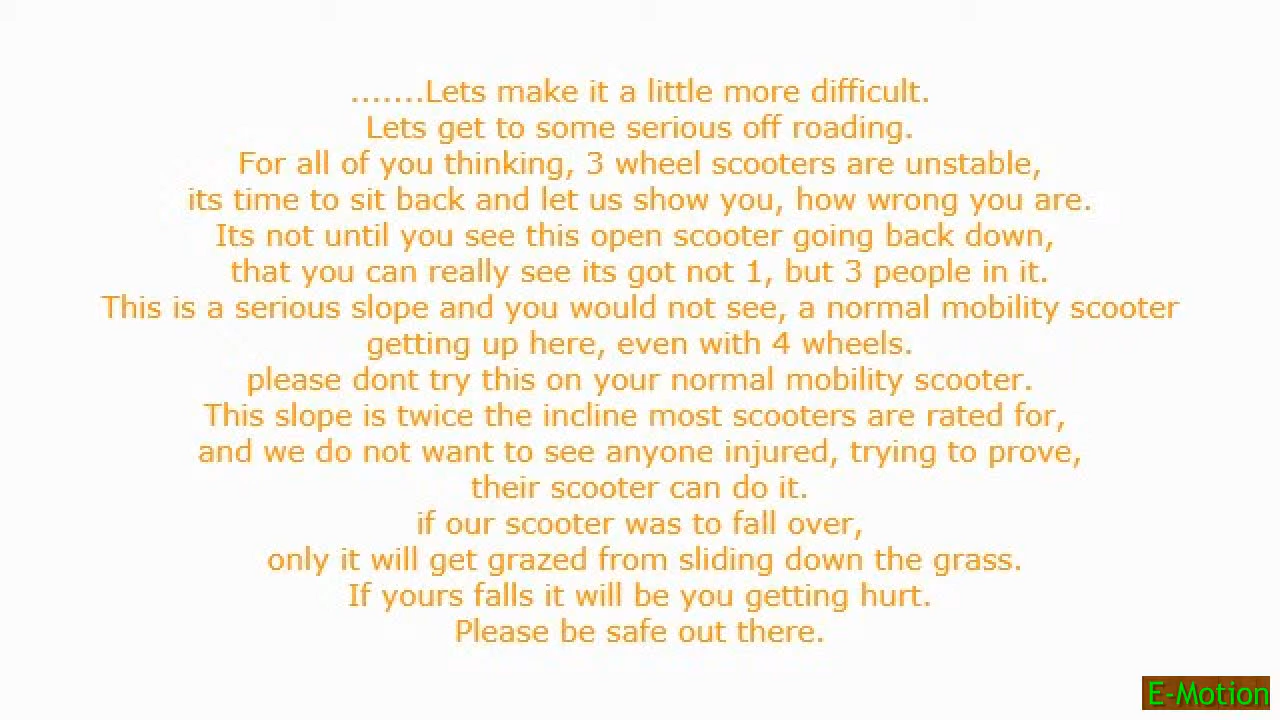 .......Lets make it a little more difficult.
Lets get to some serious off roading.
For all of you thinking, 3 wheel scooters are unstable,
its time to sit back and let us show you, how wrong you are.
Its not until you see this open scooter going back down,
that you can really see its got not 1, but 3 people in it.
This is a serious slope and you would not see, a normal mobility scooter
getting up here, even with 4 wheels.
please dont try this on your normal mobility scooter.
This slope is twice the incline most scooters are rated for,
and we do not want to see anyone injured, trying to prove,
their scooter can do it.
if our scooter was to fall over,
only it will get grazed from sliding down the grass.
If yours falls it will be you getting hurt.
Please be safe out there.
E-Motion